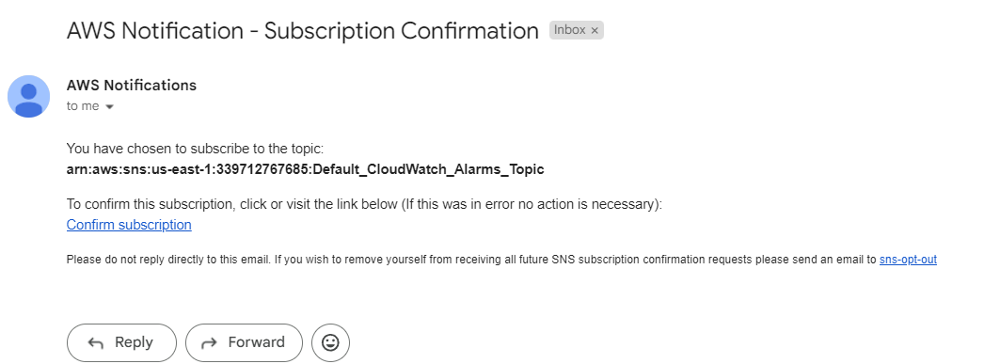 AWS Notification - Subscription Confirmation Inbox ×
AWS Notifications
to me
You have chosen to subscribe to the topic:
arn:aws:sns:us-east-1:339712767685:Default_CloudWatch_Alarms_Topic
To confirm this subscription, click or visit the link below (If this was in error no action is necessary):
Confirm subscription
Please do not reply directly to this email. If you wish to remove yourself from receiving all future SNS subscription confirmation requests please send an email to sns-opt-out
Reply Forward